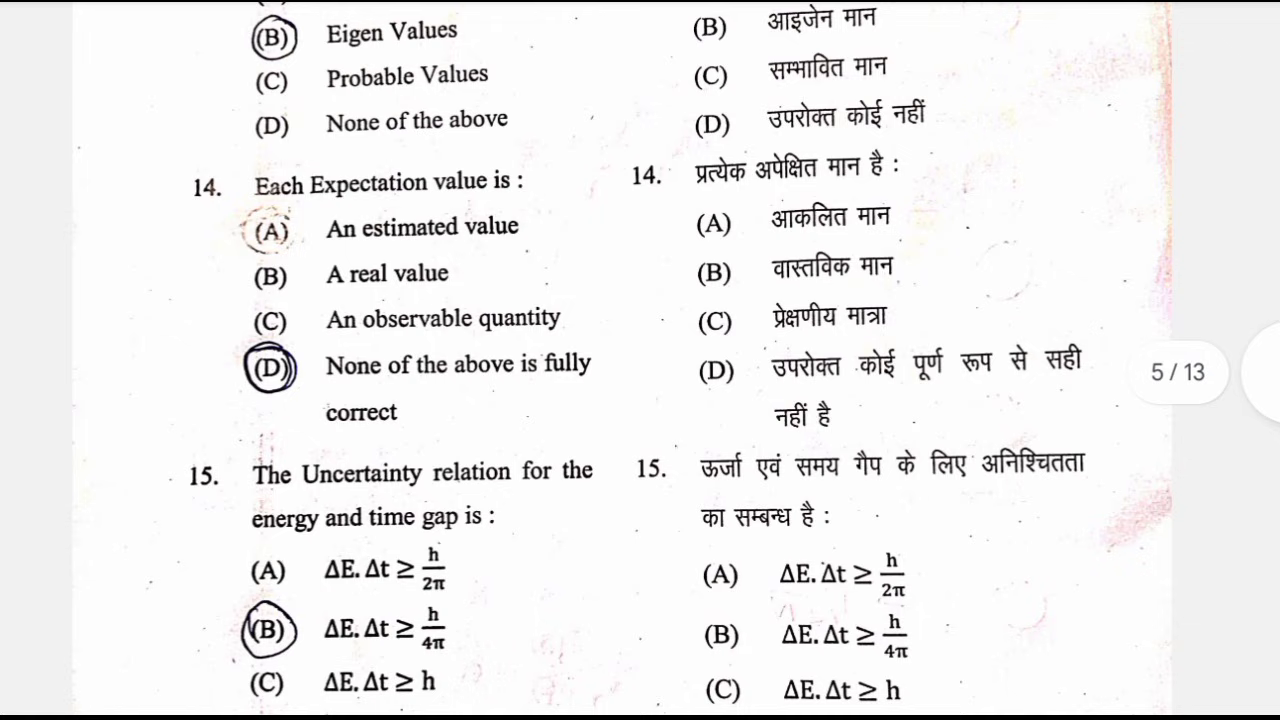 (B) Eigen Values
(C) Probable Values
(D) None of the above
14. Each Expectation value is :
(A) An estimated value
(B) A real value
(C) An observable quantity
(D) None of the above is fully
correct
15. The Uncertainty relation for the
energy and time gap is :
(A) ΔE. Δt ≥ h/2π
(B) ΔE. Δt ≥ h/4π
(C) ΔE. Δt ≥ h
(B) आइजेन मान
(C) सम्भावित मान
(D) उपरोक्त कोई नहीं
14. प्रत्येक अपेक्षित मान है :
(A) आकलित मान
(B) वास्तविक मान
(C) प्रेक्षणीय मात्रा
(D) उपरोक्त कोई पूर्ण रूप से सही
नहीं है
15. ऊर्जा एवं समय गैप के लिए अनिश्चितता
का सम्बन्ध है :
(A) ΔE. Δt ≥ h/2π
(B) ΔE. Δt ≥ h/4π
(C) ΔE. Δt ≥ h
5 / 13